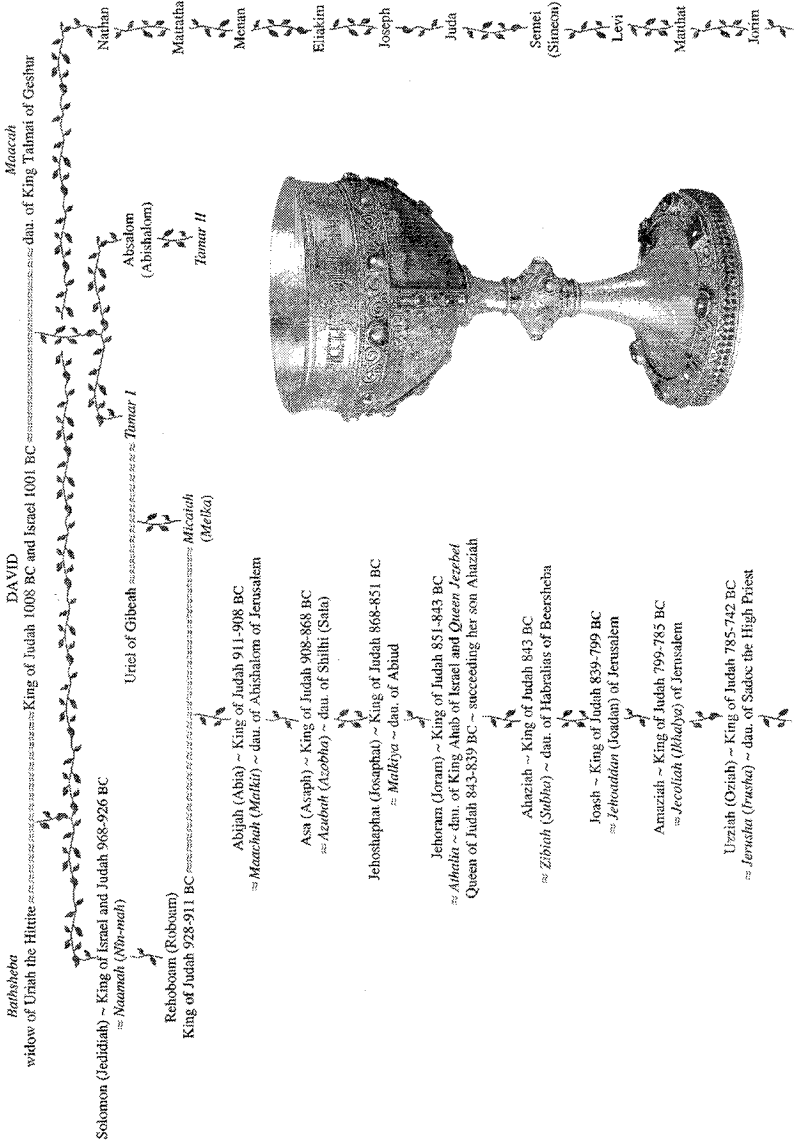 Bathsheba
DAVID
Maacah
widow of Uriah the Hittite ≈≈≈ King of Judah 1008 BC and Israel 1001 BC ≈≈≈ dau. of King Talmai of Geshur
Solomon (Jedidiah) ~ King of Israel and Judah 968-926 BC
≈ Naamah (Nin-mah)
Absalom
(Abishalom)
Tamar II
Uriel of Gibeah ≈≈≈ Tamar I
Rehoboam (Roboam)
King of Judah 928-911 BC ≈≈≈ Micaiah
(Melka)
Abijah (Abia) ~ King of Judah 911-908 BC
≈ Maachah (Malkit) ~ dau. of Abishalom of Jerusalem
Asa (Asaph) ~ King of Judah 908-868 BC
≈ Azubah (Azobha) ~ dau. of Shilhi (Sala)
Jehoshaphat (Josaphat) ~ King of Judah 868-851 BC
≈ Malkiya ~ dau. of Abiud
Jehoram (Joram) ~ King of Judah 851-843 BC
≈ Athalia ~ dau. of King Ahab of Israel and Queen Jezebel
Queen of Judah 843-839 BC ~ succeeding her son Ahaziah
Ahaziah ~ King of Judah 843 BC
≈ Zibiah (Subha) ~ dau. of Habralias of Beersheba
Joash ~ King of Judah 839-799 BC
≈ Jehoaddan (Joadan) of Jerusalem
Amaziah ~ King of Judah 799-785 BC
≈ Jecoliah (Ikhalya) of Jerusalem
Uzziah (Oziah) ~ King of Judah 785-742 BC
≈ Jerusha (Irusha) ~ dau. of Sadoc the High Priest
Nathan
Mattatha
Menan
Eliakim
Joseph
Juda
Semei
(Simeon)
Levi
Matthat
Jorim